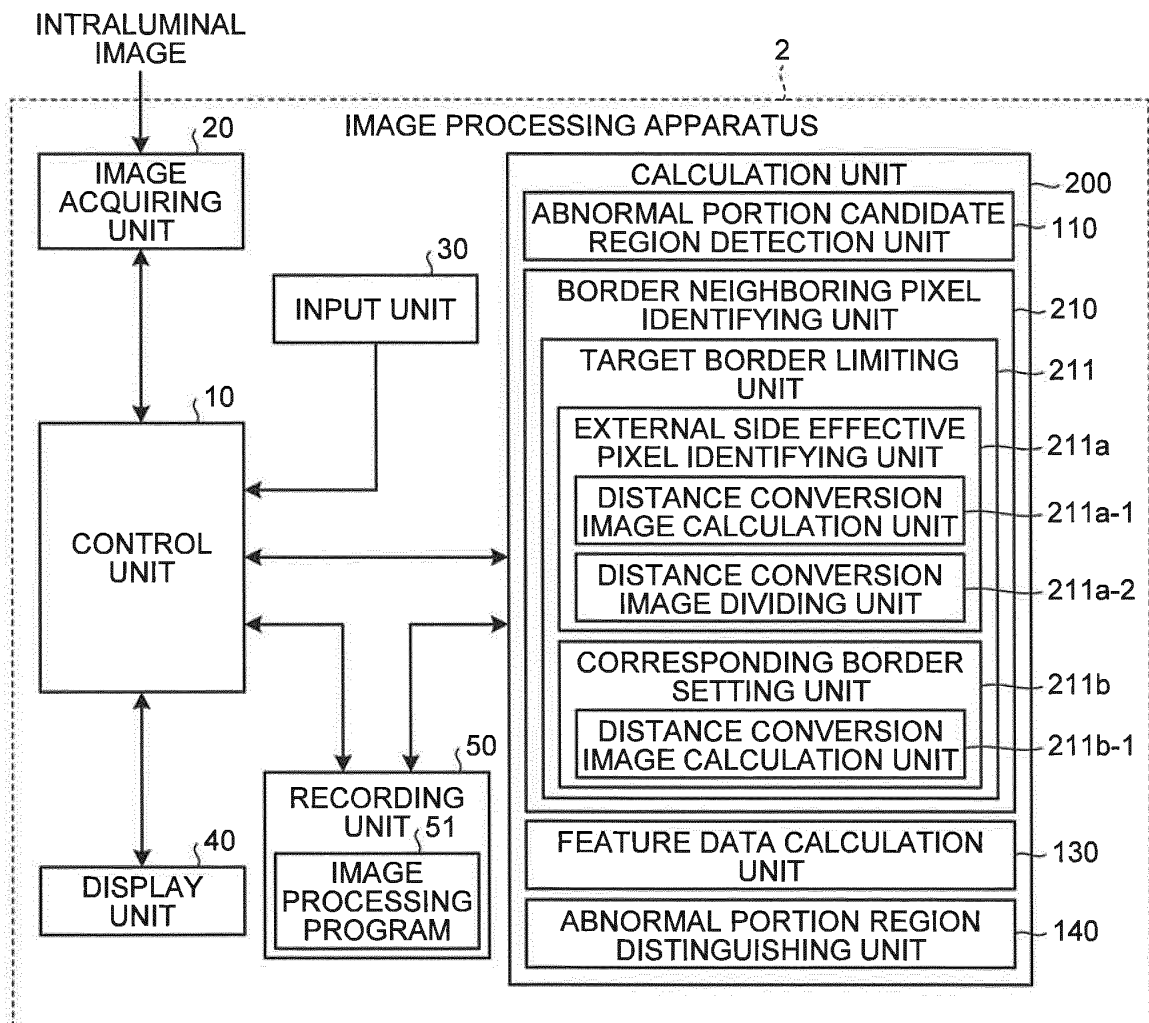 INTRALUMINAL
IMAGE
2
IMAGE PROCESSING APPARATUS
20
IMAGE
ACQUIRING
UNIT
30
INPUT UNIT
10
CONTROL
UNIT
40
DISPLAY
UNIT
50
RECORDING
UNIT
51
IMAGE
PROCESSING
PROGRAM
CALCULATION UNIT
200
ABNORMAL PORTION CANDIDATE
REGION DETECTION UNIT
110
BORDER NEIGHBORING PIXEL
IDENTIFYING UNIT
210
TARGET BORDER LIMITING
UNIT
211
EXTERNAL SIDE EFFECTIVE
PIXEL IDENTIFYING UNIT
211a
DISTANCE CONVERSION
IMAGE CALCULATION UNIT
211a-1
DISTANCE CONVERSION
IMAGE DIVIDING UNIT
211a-2
CORRESPONDING BORDER
SETTING UNIT
211b
DISTANCE CONVERSION
IMAGE CALCULATION UNIT
211b-1
FEATURE DATA CALCULATION
UNIT
130
ABNORMAL PORTION REGION
DISTINGUISHING UNIT
140